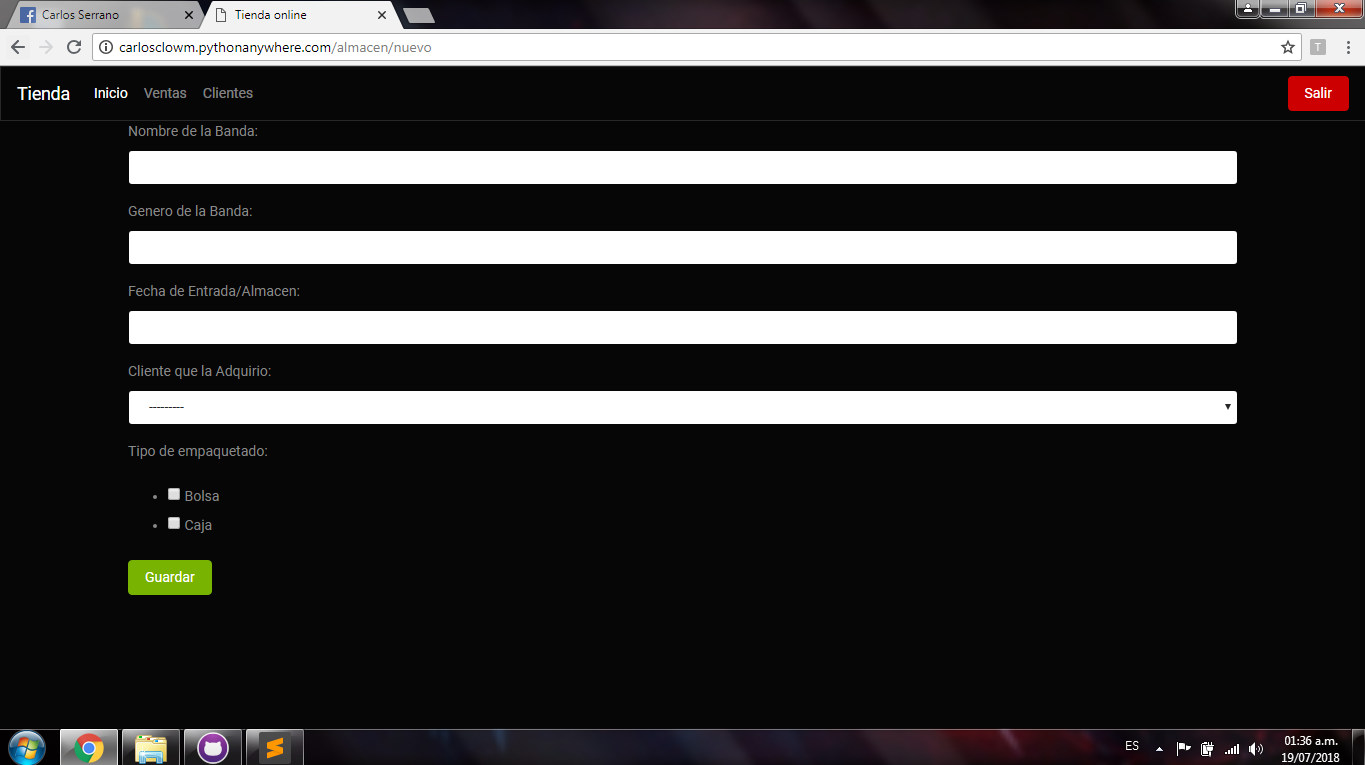 Carlos Serrano
Tienda online
carlosclowm.pythonanywhere.com/almacen/nuevo
T
Tienda Inicio Ventas Clientes Salir
Nombre de la Banda:
Genero de la Banda:
Fecha de Entrada/Almacen:
Cliente que la Adquirio:
---------
Tipo de empaquetado:
Bolsa
Caja
Guardar
ES
01:36 a.m.
19/07/2018